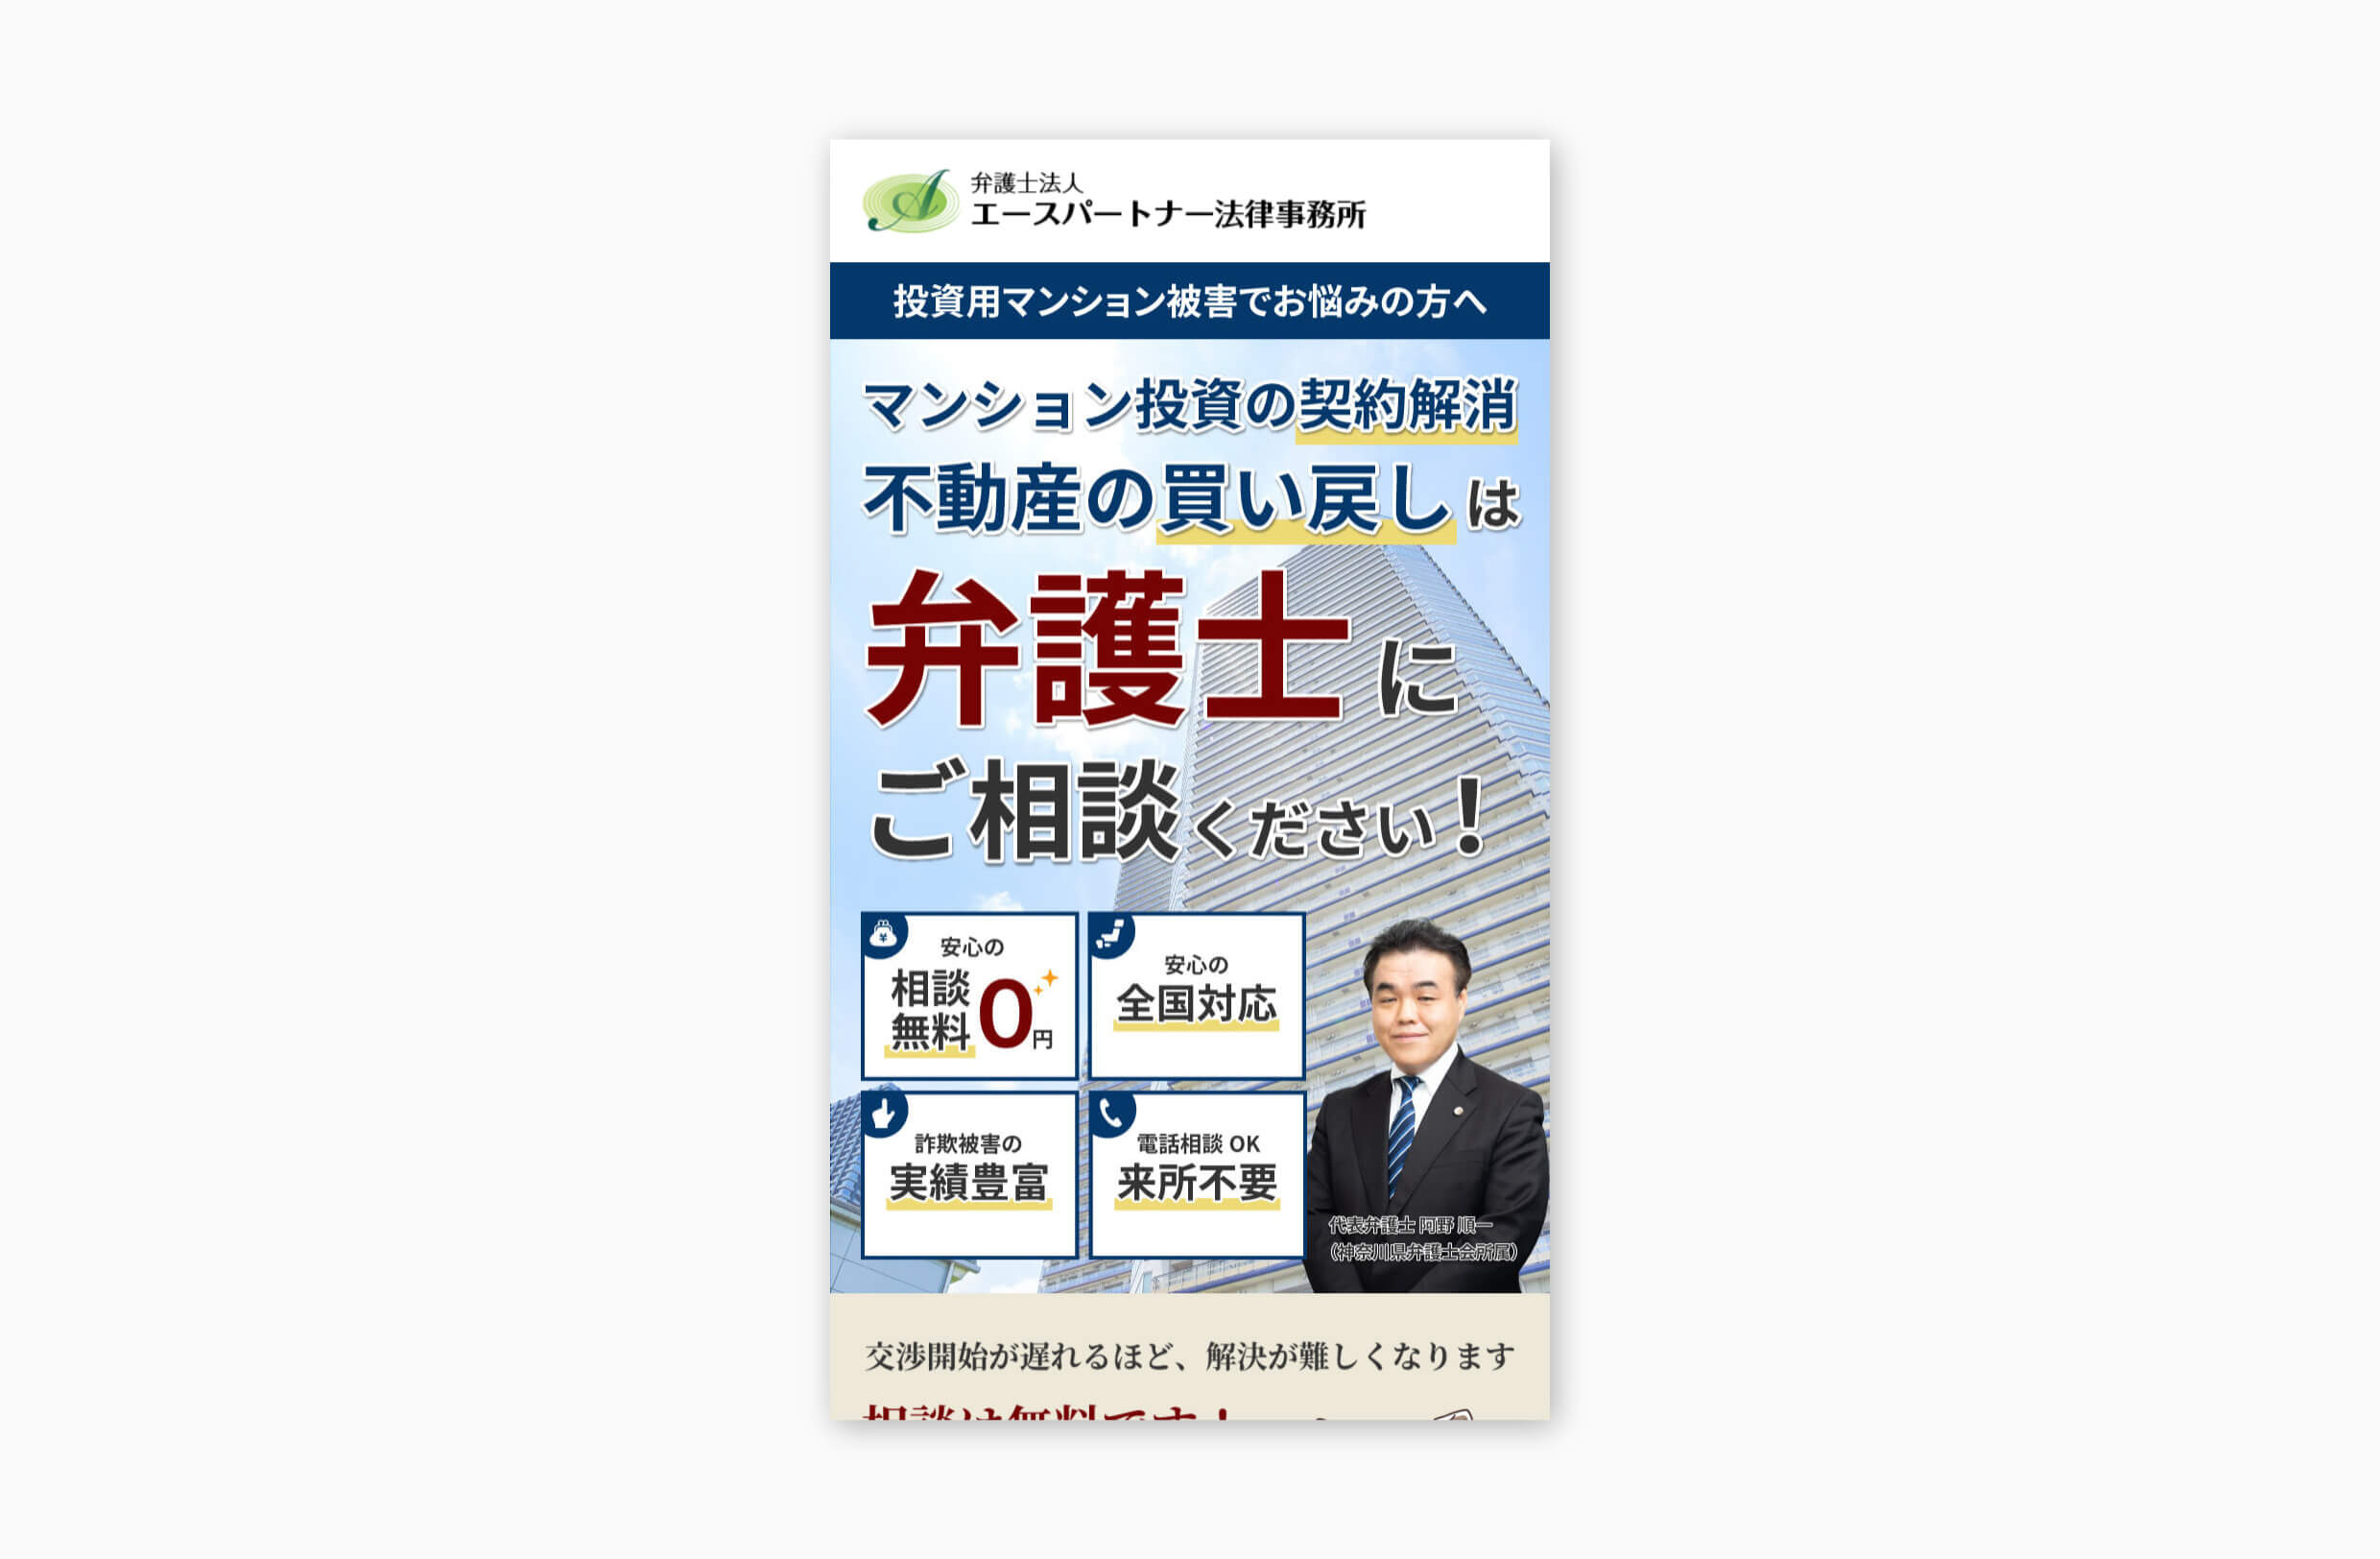 弁護士法人
エースパートナー法律事務所
投資用マンション被害でお悩みの方へ
マンション投資の契約解消
不動産の買い戻しは
弁護士に
ご相談ください！
安心の
相談
無料 0円
安心の
全国対応
詐欺被害の
実績豊富
電話相談 OK
来所不要
代表弁護士 阿野 順一
（神奈川県弁護士会所属）
交渉開始が遅れるほど、解決が難しくなります
相談は無料です！